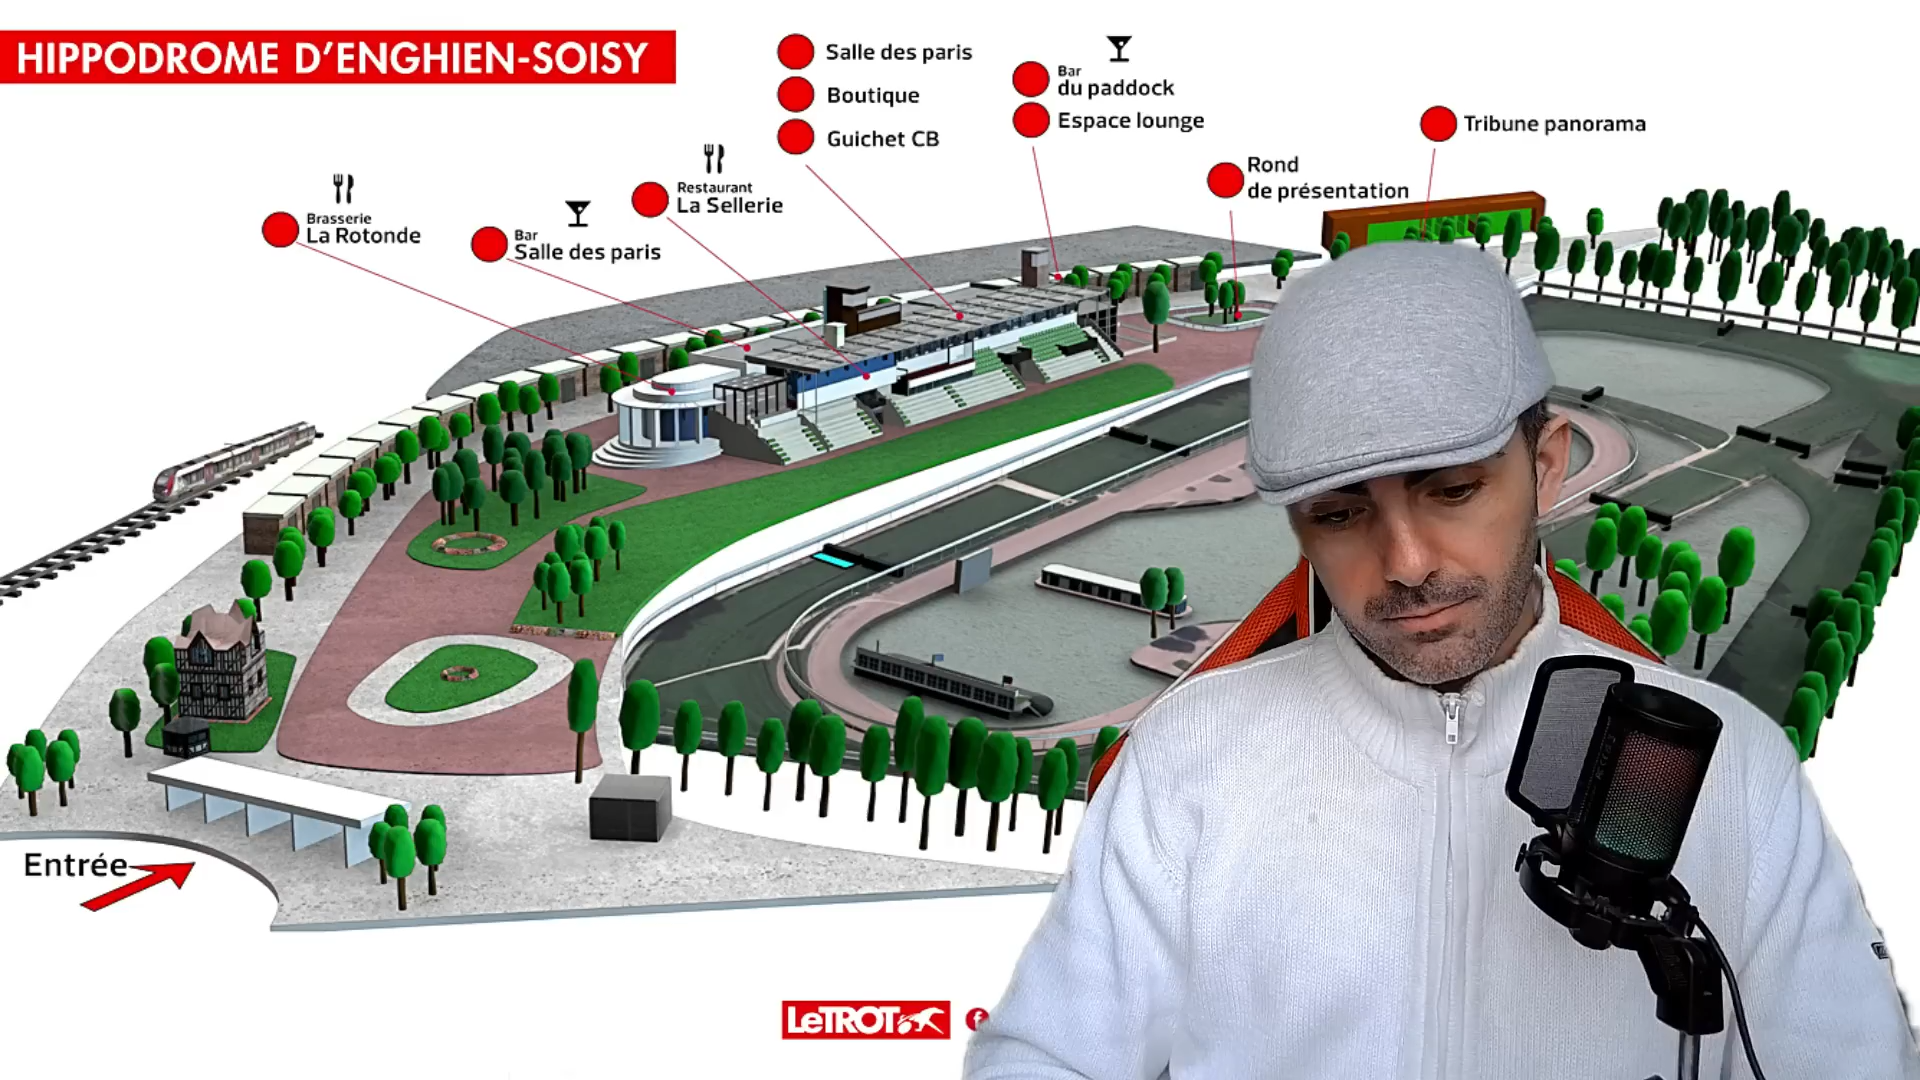 HIPPODROME D'ENGHIEN-SOISY
Salle des paris
Boutique
Guichet CB
Bar
du paddock
Espace lounge
Tribune panorama
Rond
de présentation
Restaurant
La Sellerie
Brasserie
La Rotonde
Bar
Salle des paris
Entrée
LeTROT